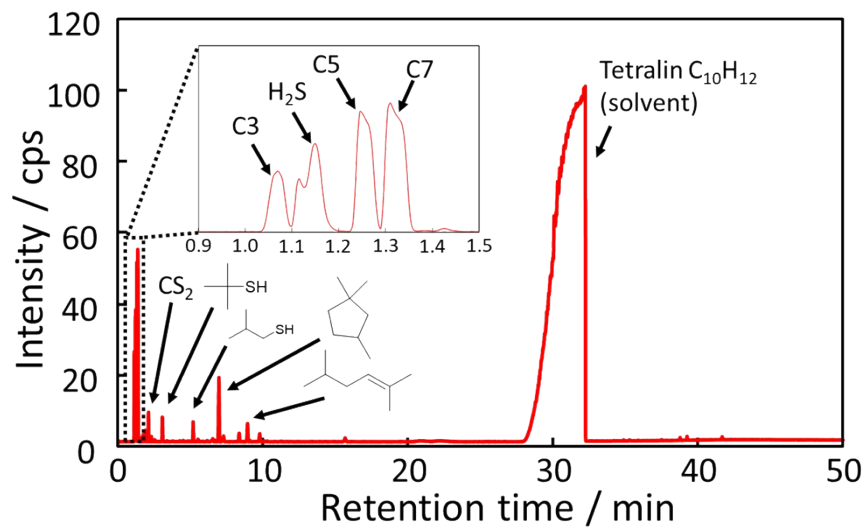 120
100
80
60
40
20
0
Intensity / cps
0
10
20
30
40
50
Retention time / min
C3
H₂S
C5
C7
0.9
1.0
1.1
1.2
1.3
1.4
1.5
CS₂
SH
SH
Tetralin C₁₀H₁₂
(solvent)